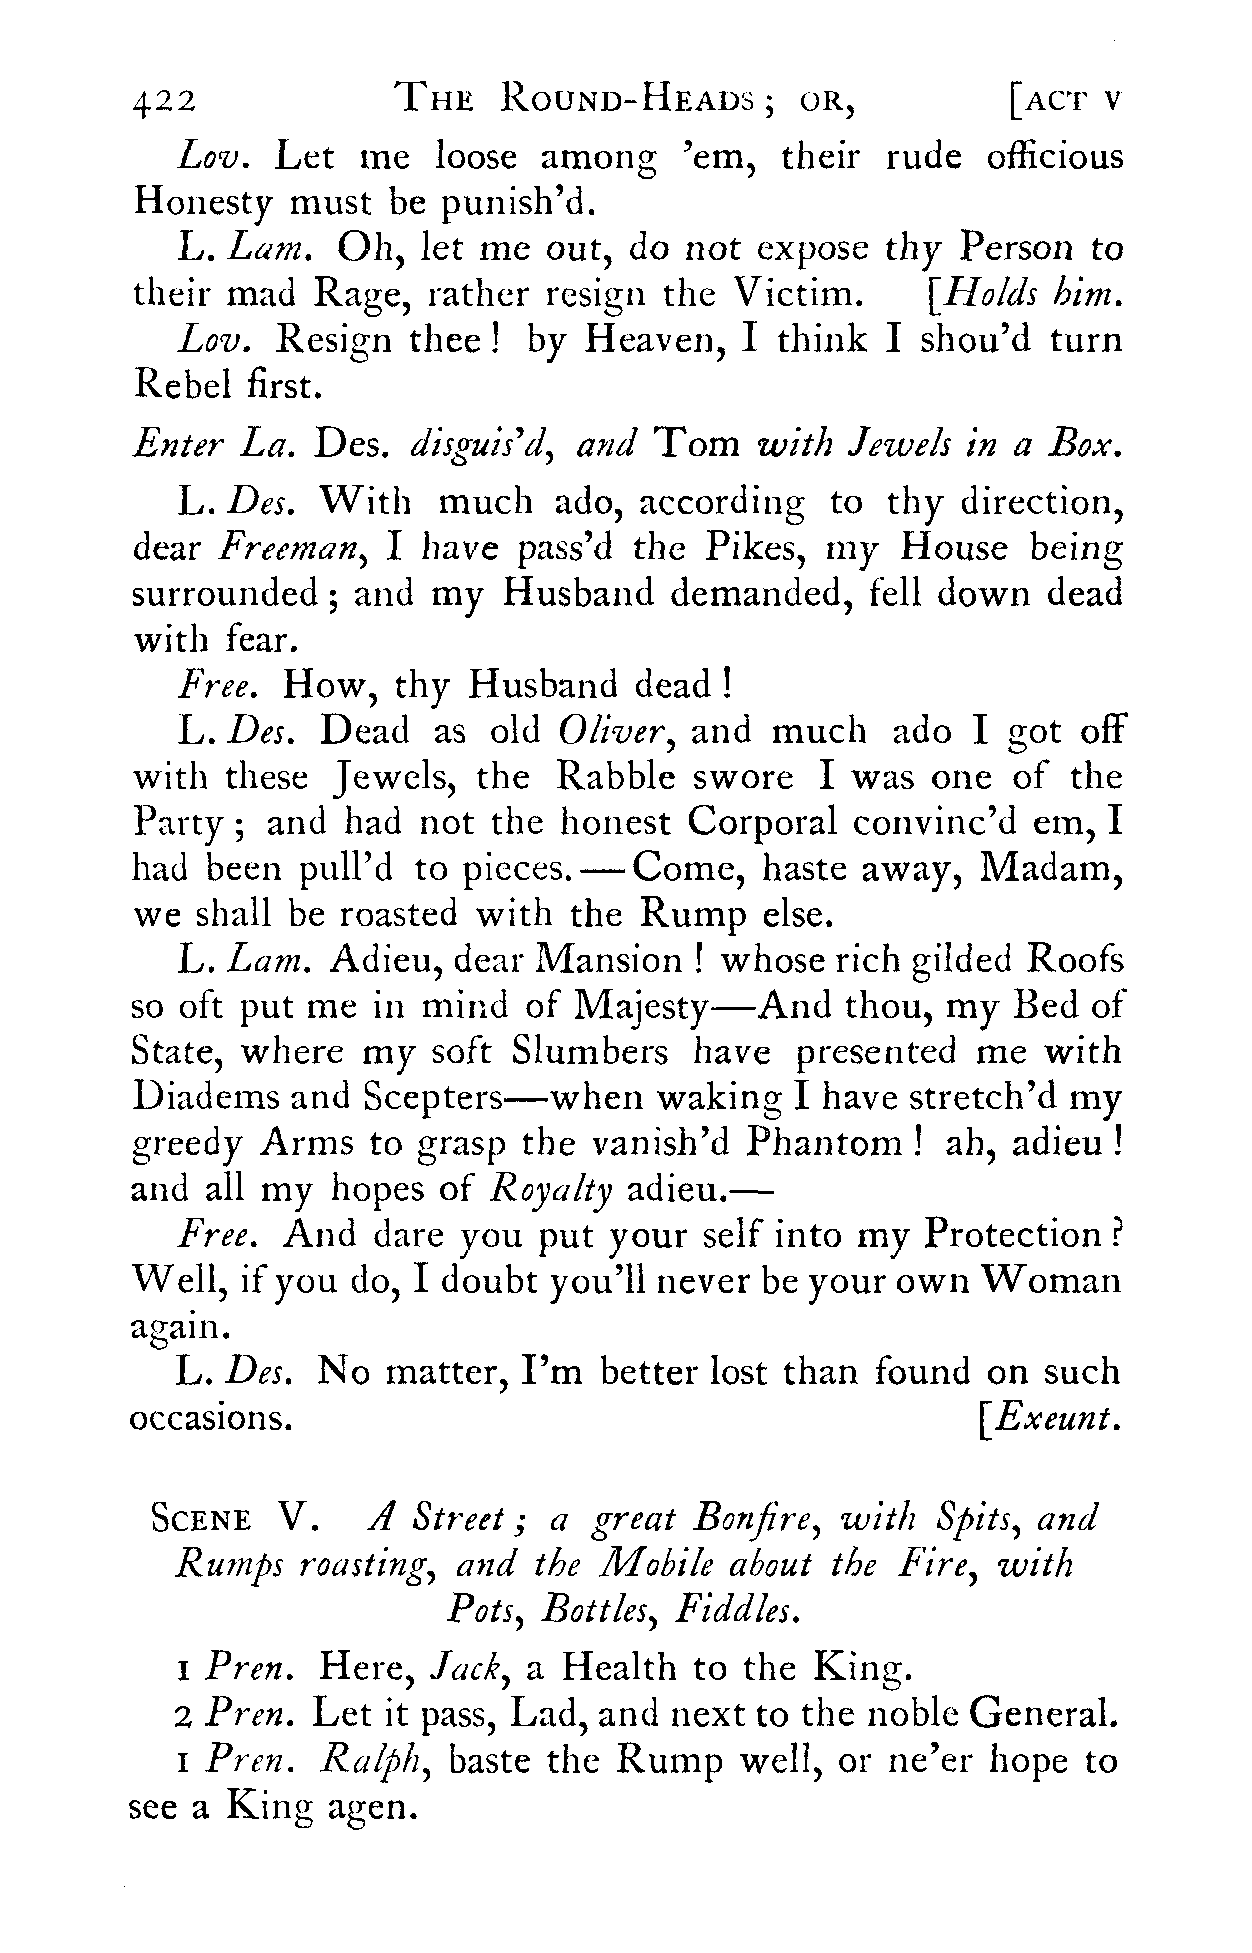 422 THE ROUND-HEADS; OR, [ACT V
Lov. Let me loose among 'em, their rude officious
Honesty must be punish'd.
L. Lam. Oh, let me out, do not expose thy Person to
their mad Rage, rather resign the Victim. [Holds him.
Lov. Resign thee! by Heaven, I think I shou'd turn
Rebel first.
Enter La. Des. disguis'd, and Tom with Jewels in a Box.
L. Des. With much ado, according to thy direction,
dear Freeman, I have pass'd the Pikes, my House being
surrounded; and my Husband demanded, fell down dead
with fear.
Free. How, thy Husband dead!
L. Des. Dead as old Oliver, and much ado I got off
with these Jewels, the Rabble swore I was one of the
Party; and had not the honest Corporal convinc'd em, I
had been pull'd to pieces.—Come, haste away, Madam,
we shall be roasted with the Rump else.
L. Lam. Adieu, dear Mansion! whose rich gilded Roofs
so oft put me in mind of Majesty—And thou, my Bed of
State, where my soft Slumbers have presented me with
Diadems and Scepters—when waking I have stretch'd my
greedy Arms to grasp the vanish'd Phantom! ah, adieu!
and all my hopes of Royalty adieu.—
Free. And dare you put your self into my Protection?
Well, if you do, I doubt you'll never be your own Woman
again.
L. Des. No matter, I'm better lost than found on such
occasions. [Exeunt.
SCENE V. A Street; a great Bonfire, with Spits, and
Rumps roasting, and the Mobile about the Fire, with
Pots, Bottles, Fiddles.
1 Pren. Here, Jack, a Health to the King.
2 Pren. Let it pass, Lad, and next to the noble General.
1 Pren. Ralph, baste the Rump well, or ne'er hope to
see a King agen.